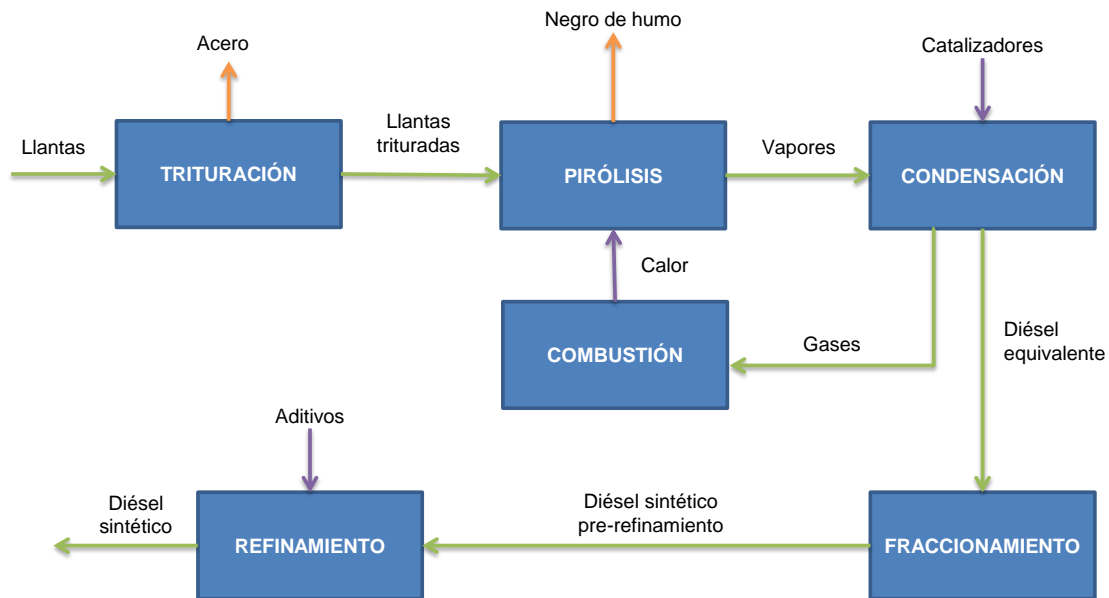 Negro de humo
Acero
Catalizadores
Llantas
Llantas
trituradas
Vapores
TRITURACIÓN
PIRÓLISIS
CONDENSACIÓN
Calor
COMBUSTIÓN
Gases
Diésel
equivalente
Aditivos
Diésel
sintético
Diésel sintético
pre-refinamiento
REFINAMIENTO
FRACCIONAMIENTO